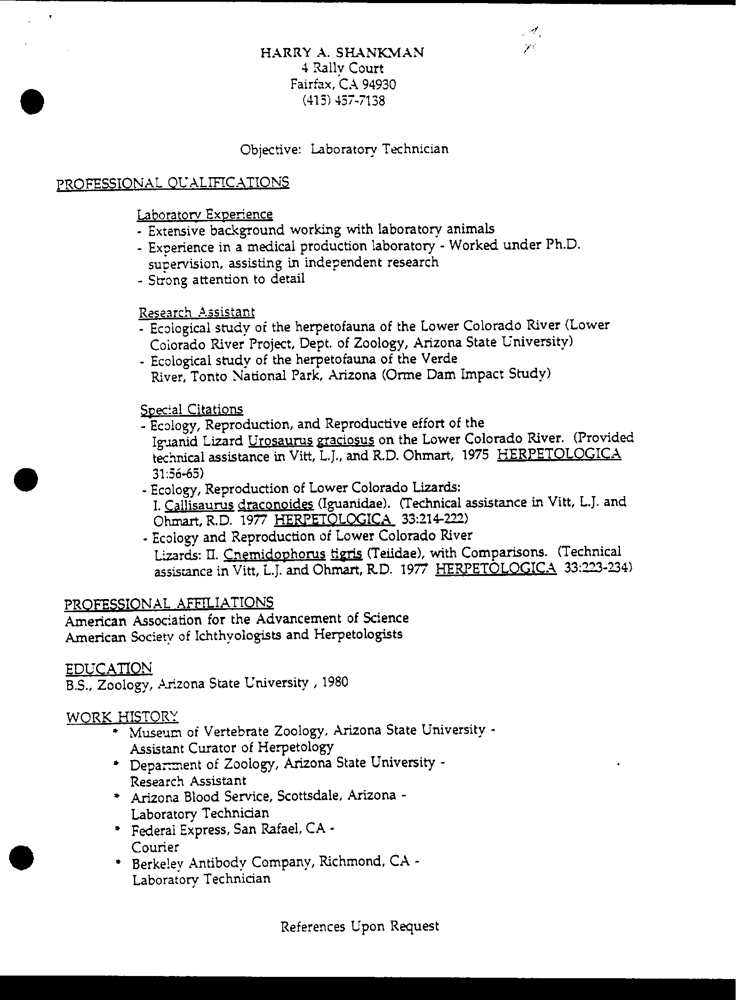 HARRY A. SHANKMAN
4 Rally Court
Fairfax, CA 94930
(415) 457-7138
Objective: Laboratory Technician
PROFESSIONAL QUALIFICATIONS
Laboratory Experience
- Extensive background working with laboratory animals
- Experience in a medical production laboratory - Worked under Ph.D.
supervision, assisting in independent research
- Strong attention to detail
Research Assistant
- Ecological study of the herpetofauna of the Lower Colorado River (Lower
Colorado River Project, Dept. of Zoology, Arizona State University)
- Ecological study of the herpetofauna of the Verde
River, Tonto National Park, Arizona (Orme Dam Impact Study)
Special Citations
- Ecology, Reproduction, and Reproductive effort of the
Iguanid Lizard Urosaurus graciosus on the Lower Colorado River. (Provided
technical assistance in Vitt, L.J., and R.D. Ohmart, 1975 HERPETOLOGICA
31:56-65)
- Ecology, Reproduction of Lower Colorado Lizards:
I. Callisaurus draconoides (Iguanidae). (Technical assistance in Vitt, L.J. and
Ohmart, R.D. 1977 HERPETOLOGICA 33:214-222)
- Ecology and Reproduction of Lower Colorado River
Lizards: II. Cnemidophorus tigris (Teiidae), with Comparisons. (Technical
assistance in Vitt, L.J. and Ohmart, R.D. 1977 HERPETOLOGICA 33:223-234)
PROFESSIONAL AFFILIATIONS
American Association for the Advancement of Science
American Society of Ichthyologists and Herpetologists
EDUCATION
B.S., Zoology, Arizona State University , 1980
WORK HISTORY
* Museum of Vertebrate Zoology, Arizona State University -
Assistant Curator of Herpetology
* Department of Zoology, Arizona State University -
Research Assistant
* Arizona Blood Service, Scottsdale, Arizona -
Laboratory Technician
* Federal Express, San Rafael, CA -
Courier
* Berkeley Antibody Company, Richmond, CA -
Laboratory Technician
References Upon Request